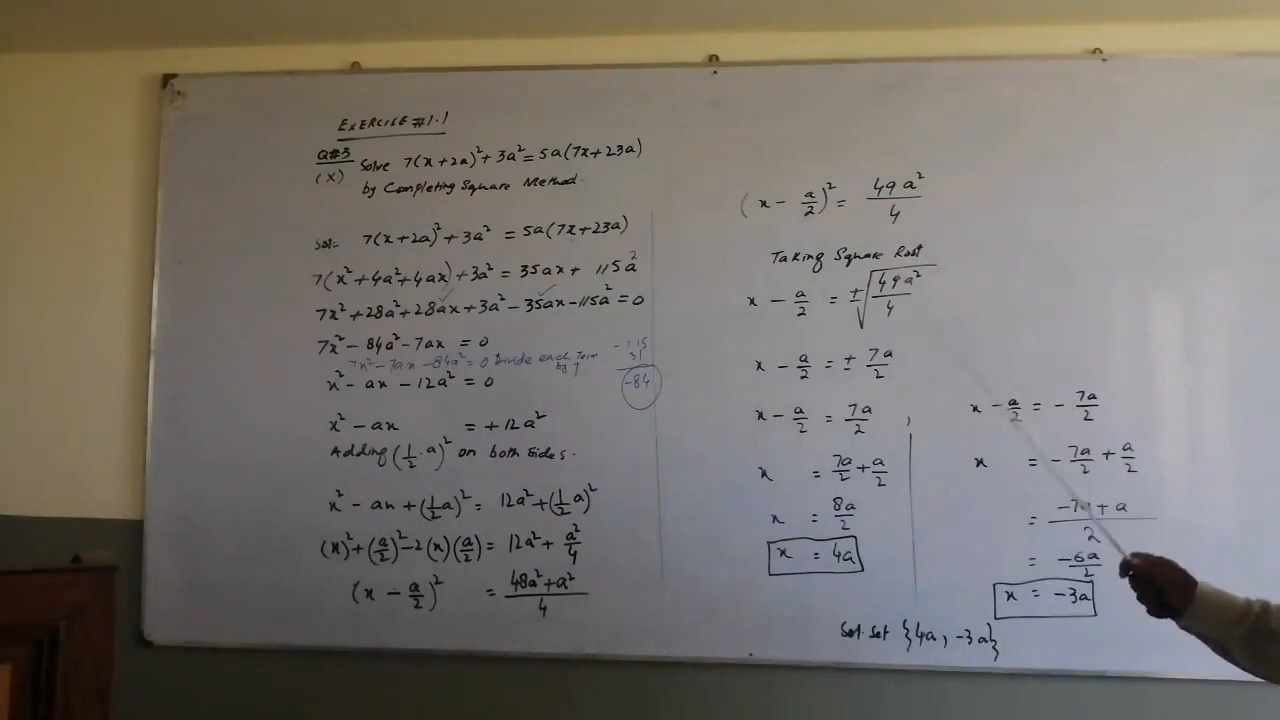 EXERCISE #1.1
Q#3 Solve 7(x+2a)²+3a²=5a(7x+23a)
(X) by Completing Square Method.
Sol:- 7(x+2a)²+3a² = 5a(7x+23a)
7(x²+4a²+4ax)+3a² = 35ax + 115a²
7x²+28a²+28ax+3a²-35ax-115a²=0
7x²-84a²-7ax = 0
7x²-7ax-84a²=0 Divide each Term by 7
-115
31
-84
x²-ax-12a² = 0
x²-ax = +12a²
Adding (1/2·a)² on both sides.
x²-ax+(1/2a)² = 12a²+(1/2a)²
(x)²+(a/2)²-2(x)(a/2) = 12a²+a²/4
(x-a/2)² = 48a²+a²/4
(x-a/2)² = 49a²/4
Taking Square Root
x-a/2 = ±√49a²/4
x-a/2 = ±7a/2
x-a/2 = 7a/2 ,
x = 7a/2+a/2
x = 8a/2
x = 4a
x-a/2 = -7a/2
x = -7a/2+a/2
= -7a+a/2
= -6a/2
x = -3a
Sol. Set {4a, -3a}